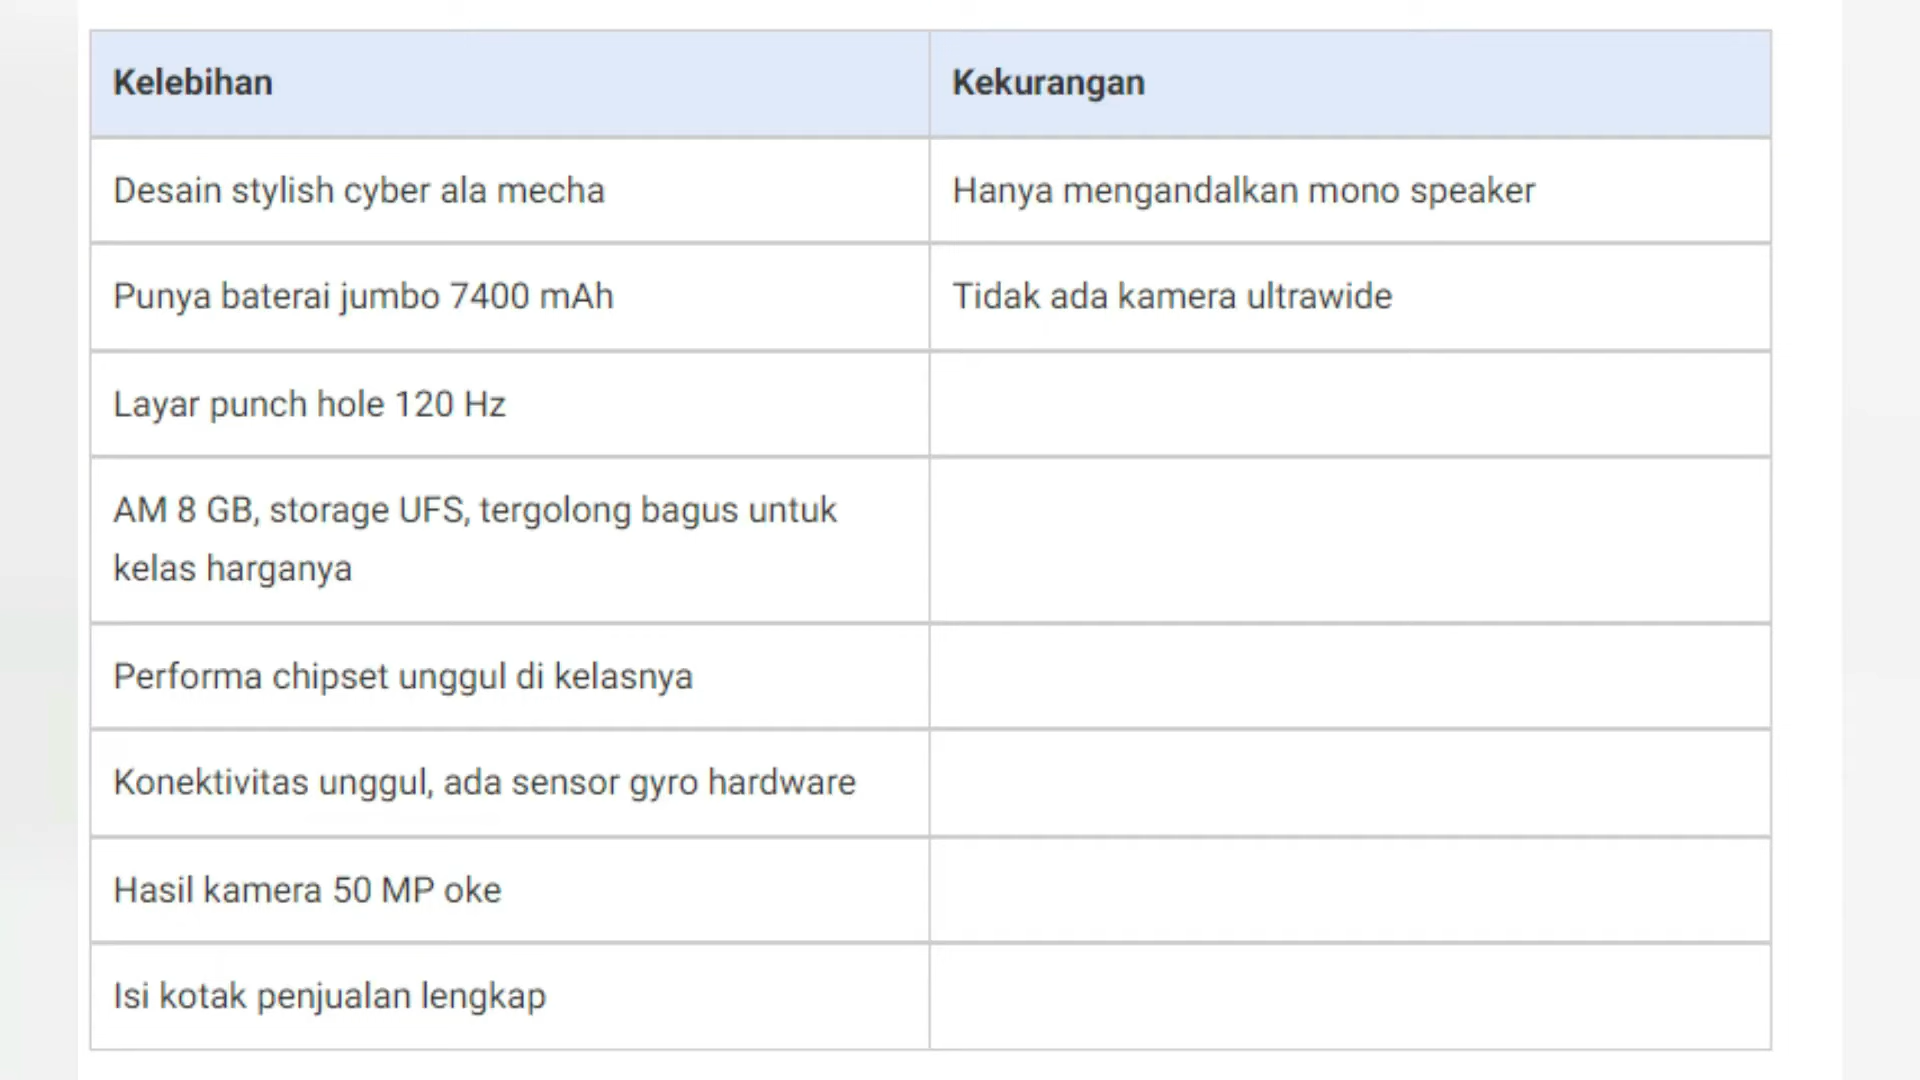 Kelebihan
Kekurangan
Desain stylish cyber ala mecha
Hanya mengandalkan mono speaker
Punya baterai jumbo 7400 mAh
Tidak ada kamera ultrawide
Layar punch hole 120 Hz
AM 8 GB, storage UFS, tergolong bagus untuk
kelas harganya
Performa chipset unggul di kelasnya
Konektivitas unggul, ada sensor gyro hardware
Hasil kamera 50 MP oke
Isi kotak penjualan lengkap